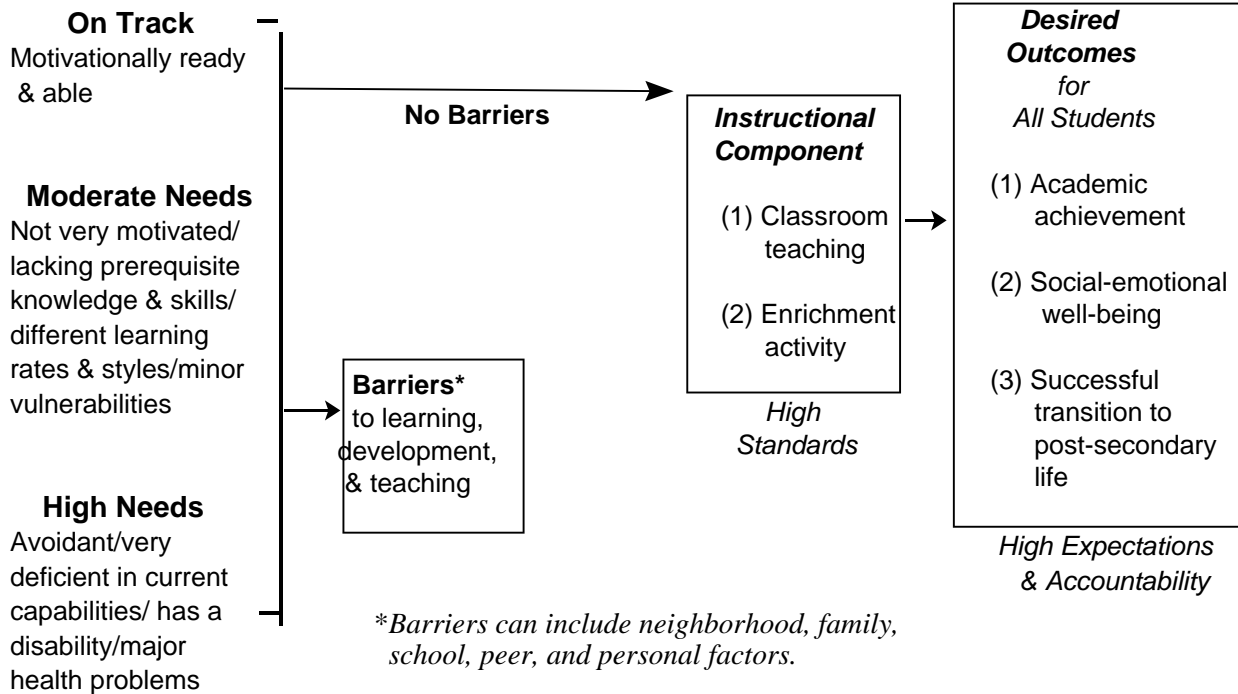 On Track
Motivationally ready
& able
Moderate Needs
Not very motivated/
lacking prerequisite
knowledge & skills/
different learning
rates & styles/minor
vulnerabilities
High Needs
Avoidant/very
deficient in current
capabilities/ has a
disability/major
health problems
No Barriers
Barriers*
to learning,
development,
& teaching
Instructional
Component
(1) Classroom
teaching
(2) Enrichment
activity
High
Standards
Desired
Outcomes
for
All Students
(1) Academic
achievement
(2) Social-emotional
well-being
(3) Successful
transition to
post-secondary
life
High Expectations
& Accountability
*Barriers can include neighborhood, family,
school, peer, and personal factors.